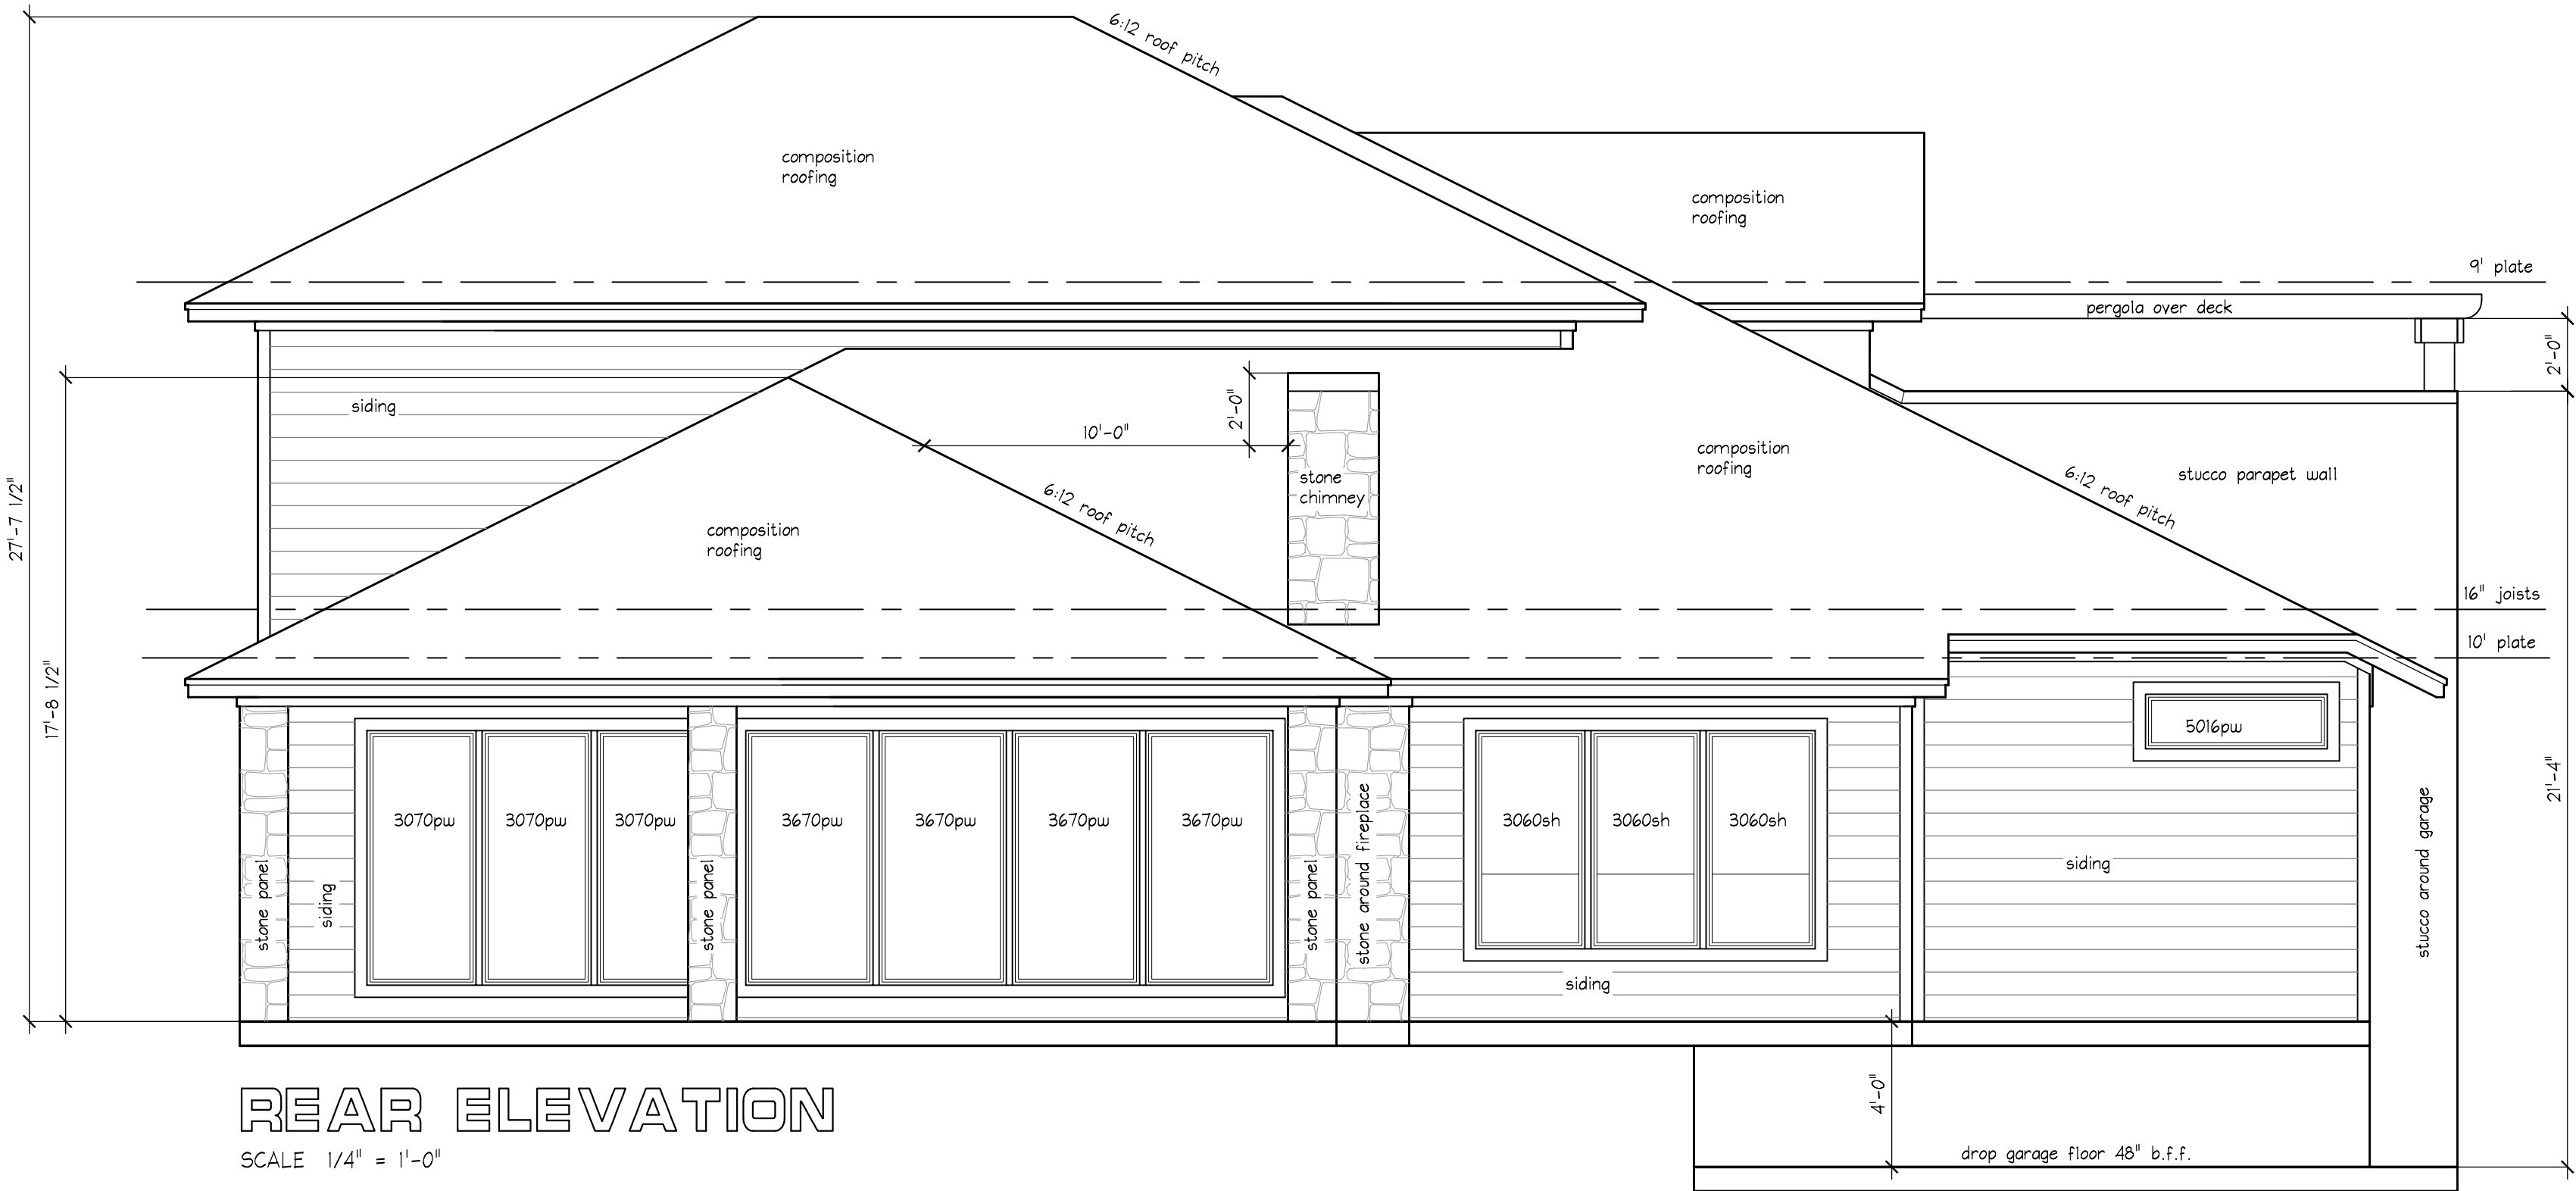 6:12 roof pitch
composition
roofing
composition
roofing
9' plate
pergola over deck
2'-0"
siding
2'-0"
10'-0"
composition
roofing
stone
chimney
6:12 roof pitch
stucco parapet wall
27'-7 1/2"
6:12 roof pitch
composition
roofing
16" joists
10' plate
17'-8 1/2"
5016pw
21'-4"
3070pw
3070pw
3070pw
3670pw
3670pw
3670pw
3670pw
3060sh
3060sh
3060sh
stone panel
siding
stone panel
stone panel
stone around fireplace
siding
siding
stucco around garage
4'-0"
REAR ELEVATION
SCALE 1/4" = 1'-0"
drop garage floor 48" b.f.f.